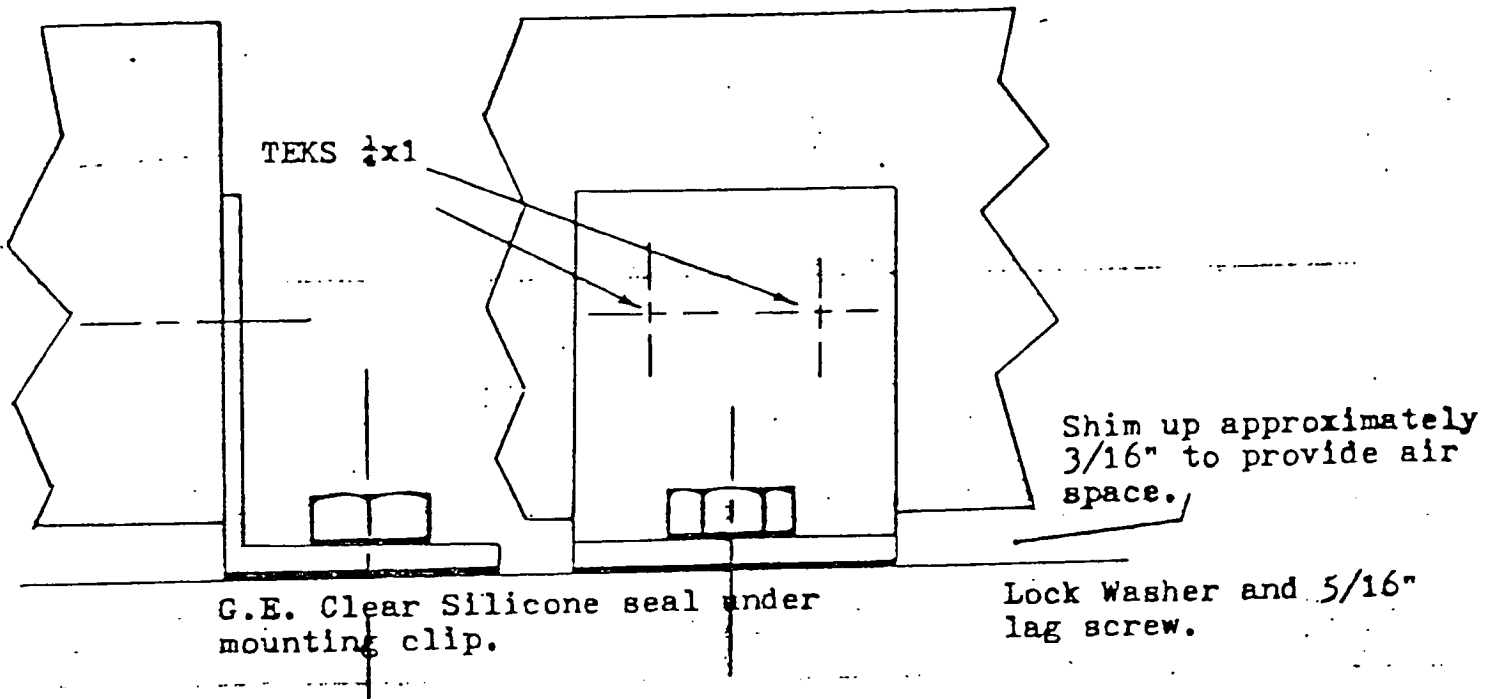 TEKS ¼x1
Shim up approximately
3/16" to provide air
space.
G.E. Clear Silicone seal under
mounting clip.
Lock Washer and 5/16"
lag screw.